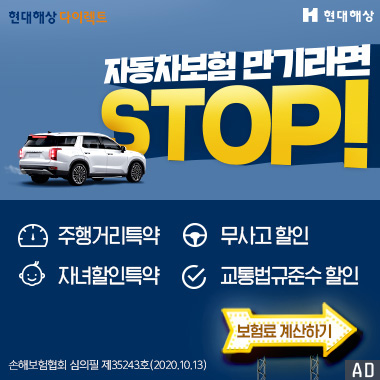 현대해상다이렉트
현대해상
자동차보험 만기라면
STOP!
주행거리특약
무사고 할인
자녀할인특약
교통법규준수 할인
보험료 계산하기
손해보험협회 심의필 제35243호(2020.10.13)
AD